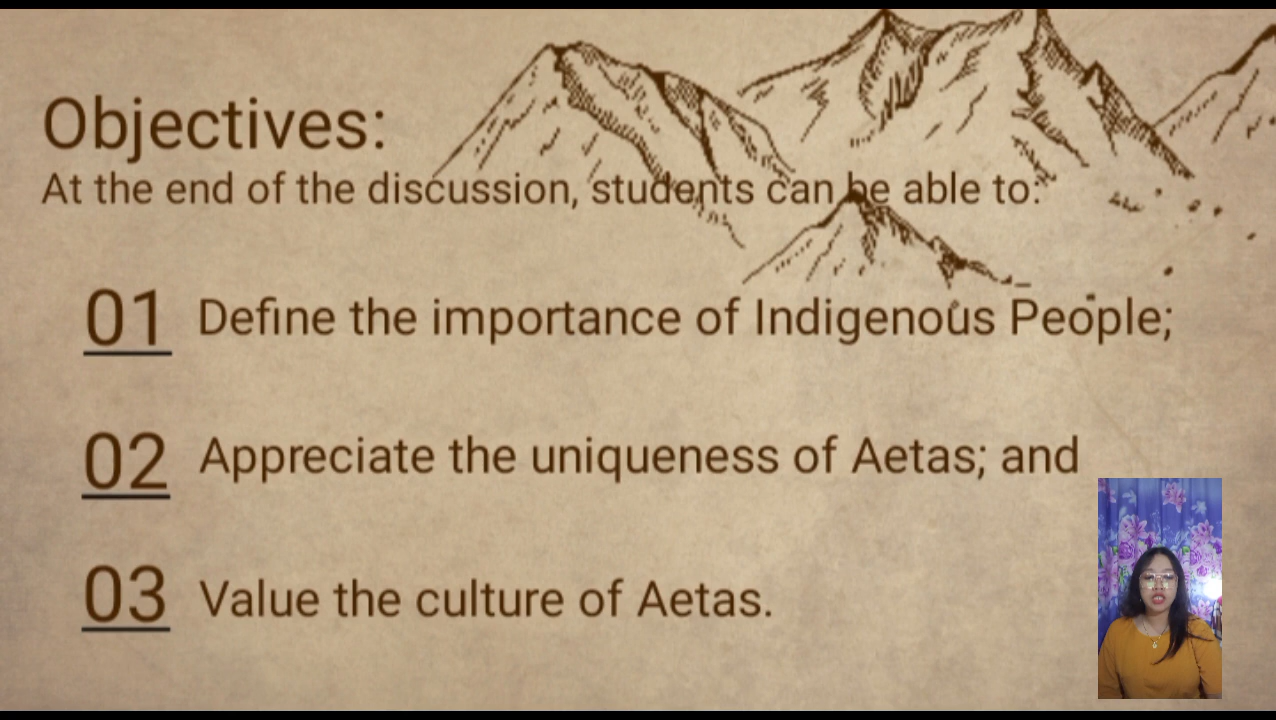 Objectives:
At the end of the discussion, students can be able to:
01 Define the importance of Indigenous People;
02 Appreciate the uniqueness of Aetas; and
03 Value the culture of Aetas.